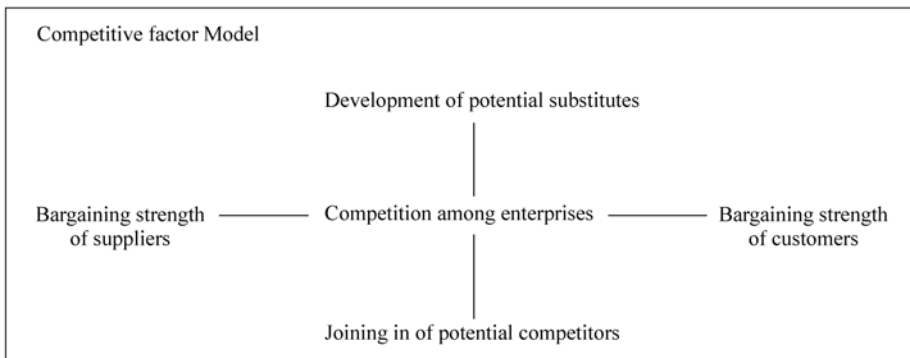 Competitive factor Model
Development of potential substitutes
Bargaining strength
of suppliers
Competition among enterprises
Bargaining strength
of customers
Joining in of potential competitors